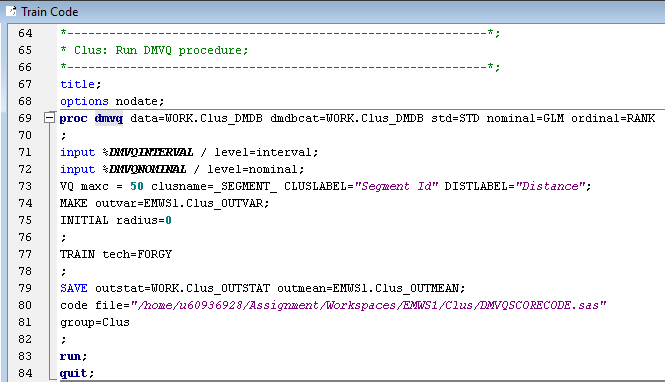 Train Code
64 *------------------------------------------------------------*;
65 * Clus: Run DMVQ procedure;
66 *------------------------------------------------------------*;
67 title;
68 options nodate;
69 proc dmvq data=WORK.Clus_DMDB dmdbcat=WORK.Clus_DMDB std=STD nominal=GLM ordinal=RANK
70 ;
71 input %DMVQINTERVAL / level=interval;
72 input %DMVQNOMINAL / level=nominal;
73 VQ maxc = 50 clusname=_SEGMENT_ CLUSLABEL="Segment Id" DISTLABEL="Distance";
74 MAKE outvar=EMWS1.Clus_OUTVAR;
75 INITIAL radius=0
76 ;
77 TRAIN tech=FORGY
78 ;
79 SAVE outstat=WORK.Clus_OUTSTAT outmean=EMWS1.Clus_OUTMEAN;
80 code file="/home/u60936928/Assignment/Workspaces/EMWS1/Clus/DMVQSCORECODE.sas"
81 group=Clus
82 ;
83 run;
84 quit;